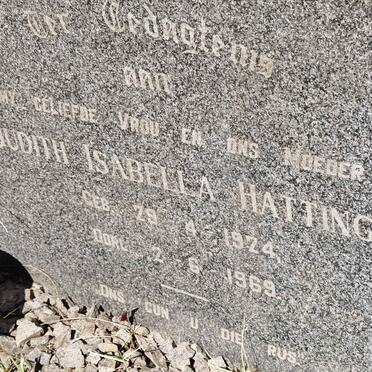 Ter Gedagtenis
aan
MY GELIEFDE VROU EN ONS MOEDER
JUDITH ISABELLA HATTING
GEB. 29 · 4 · 1924
OORL. 2 · 6 · 1969
"ONS GUN U DIE RUS"